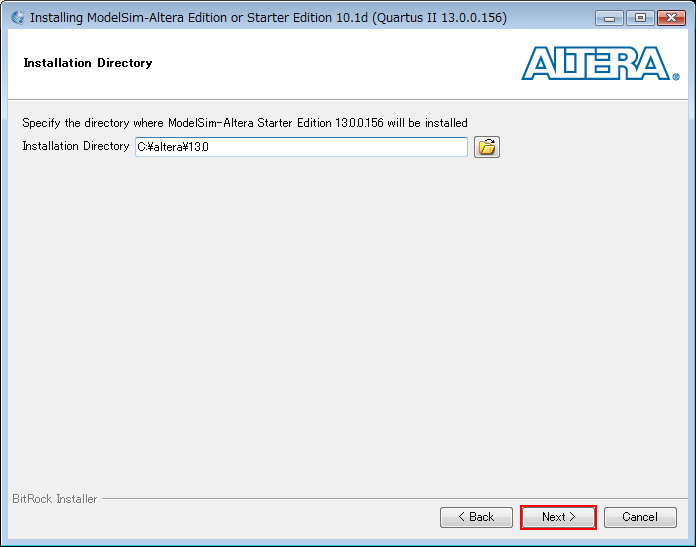 Installing ModelSim-Altera Edition or Starter Edition 10.1d (Quartus II 13.0.0.156)
Installation Directory
ALTERA®
Specify the directory where ModelSim-Altera Starter Edition 13.0.0.156 will be installed
Installation Directory C:¥altera¥13.0
BitRock Installer
< Back Next > Cancel